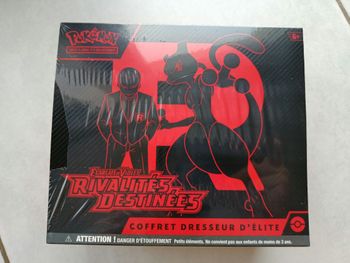 POKÉMON
6+
R
ÉCARLATE ET VIOLET
RIVALITÉS
DESTINÉES
COFFRET DRESSEUR D'ÉLITE
ATTENTION ! DANGER D'ÉTOUFFEMENT Petits éléments. Ne convient pas aux enfants de moins de 3 ans.